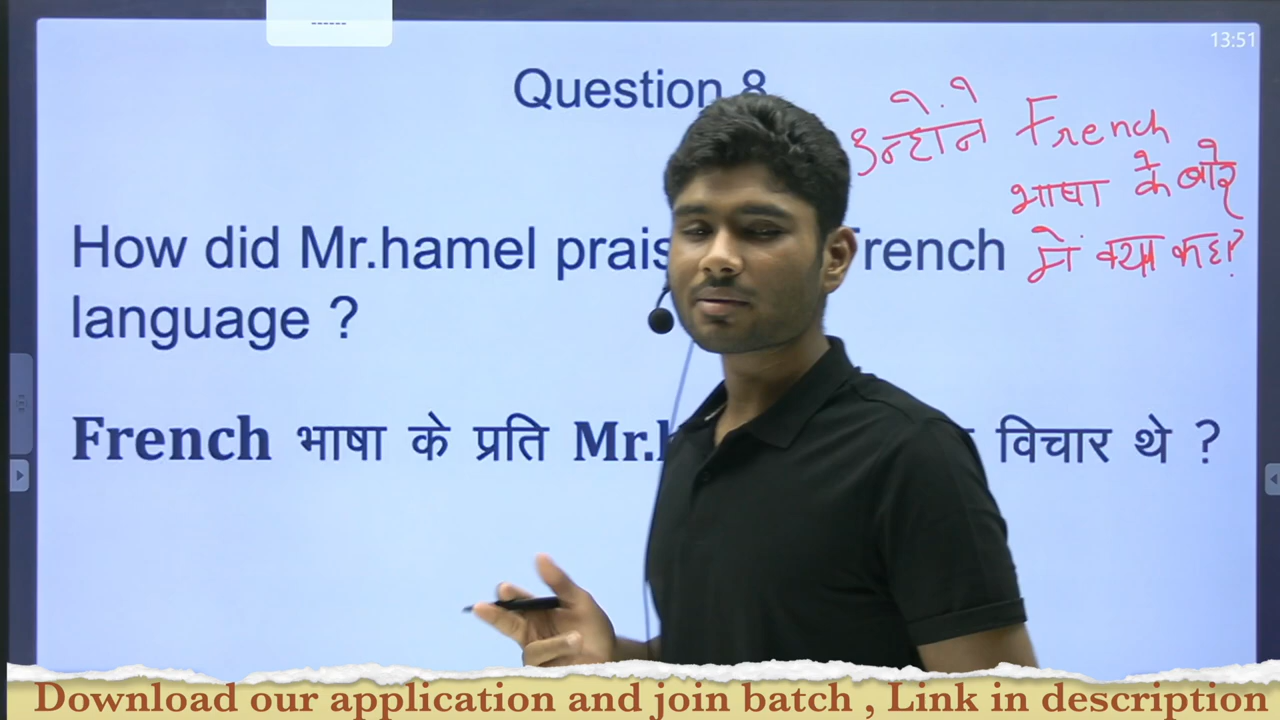 ------
13:51
Question 8
उन्होंने French
भाषा के बारे
में क्या कहा?
How did Mr.hamel French
language ?
French भाषा के प्रति विचार थे ?
Download our application and join batch , Link in description